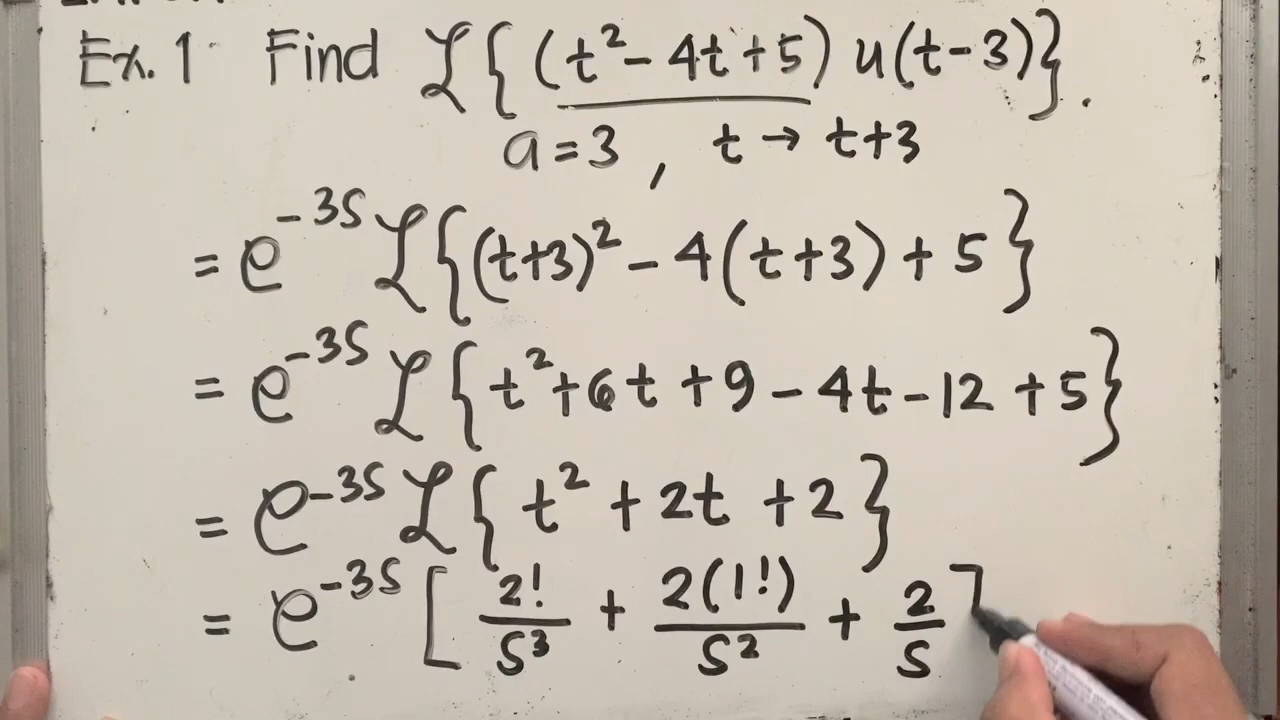 Ex. 1 Find ℒ{(t² - 4t + 5) u(t-3)}.
a = 3, t → t+3
= e^{-3s} ℒ{(t+3)² - 4(t+3) + 5}
= e^{-3s} ℒ{t² + 6t + 9 - 4t - 12 + 5}
= e^{-3s} ℒ{t² + 2t + 2}
= e^{-3s} [2!/s³ + 2(1!)/s² + 2/s]